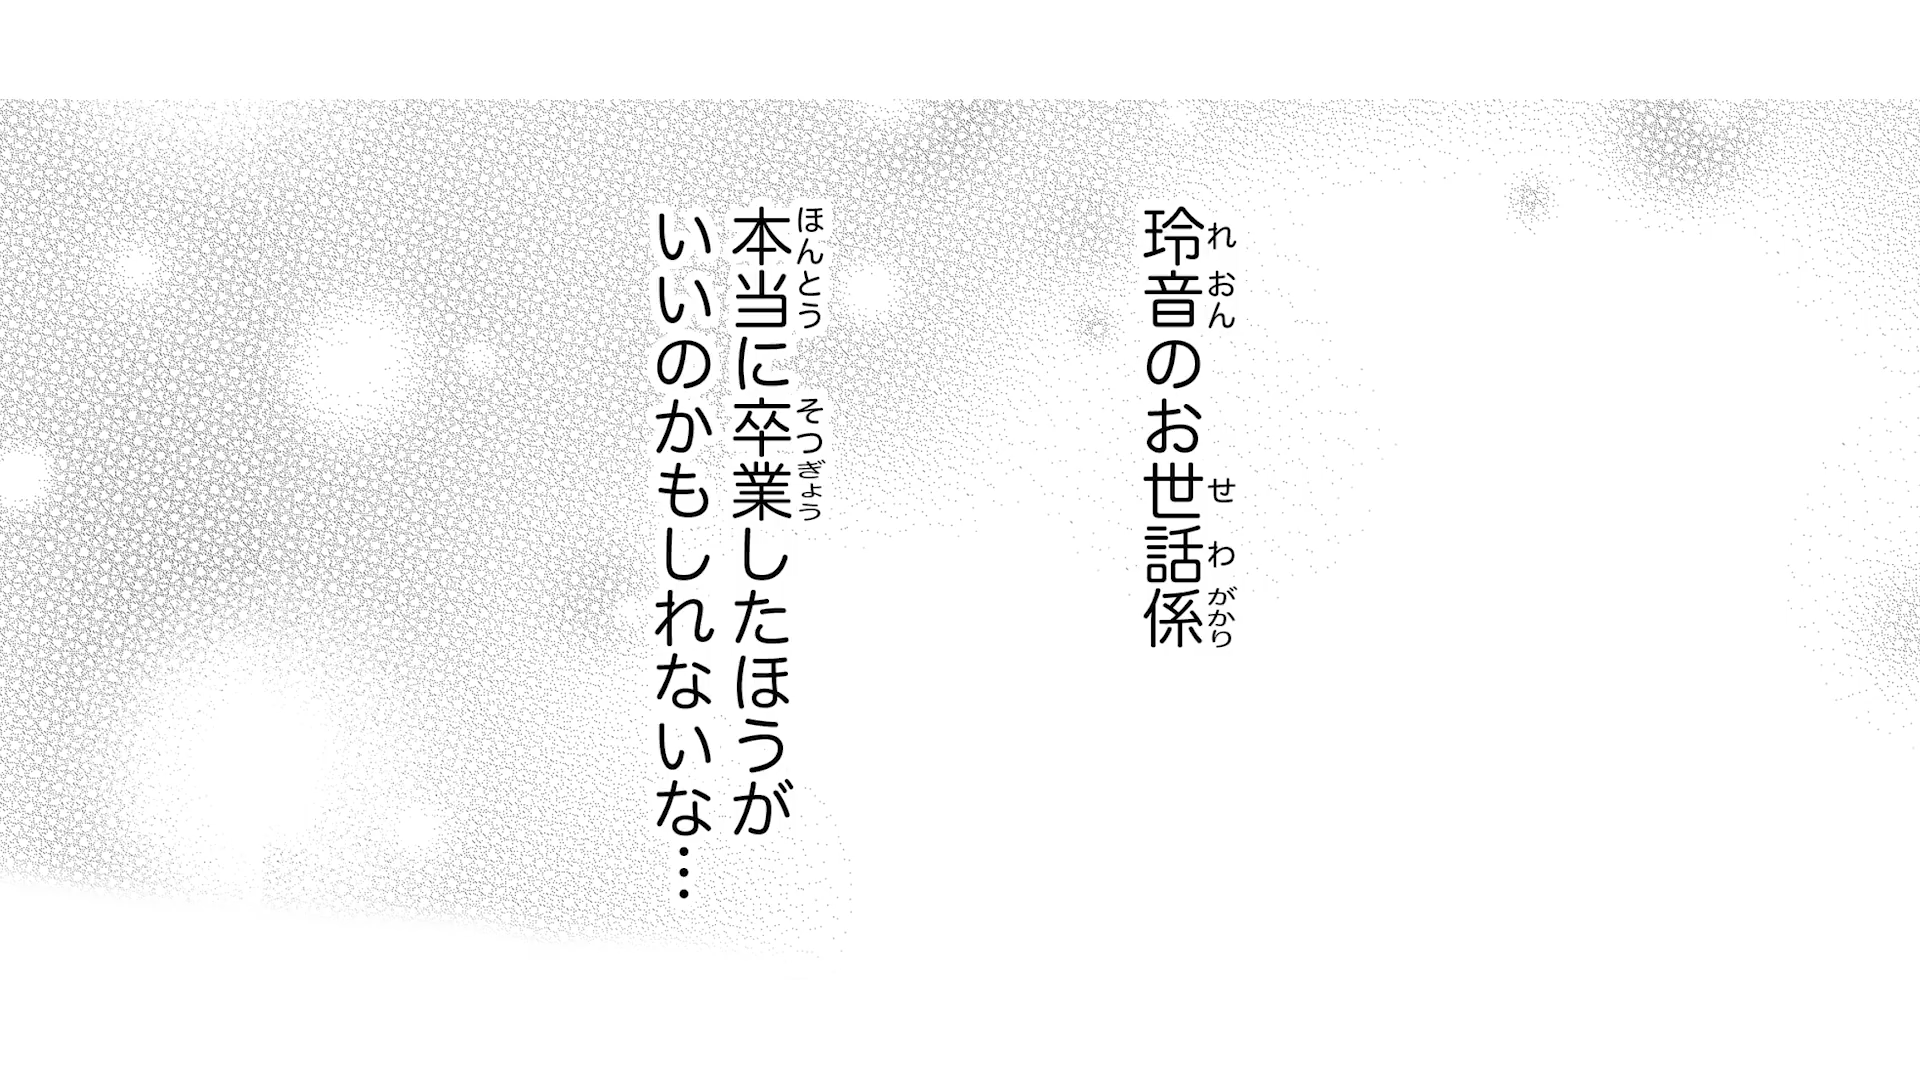 玲音のお世話係
本当に卒業したほうが
いいのかもしれないな…